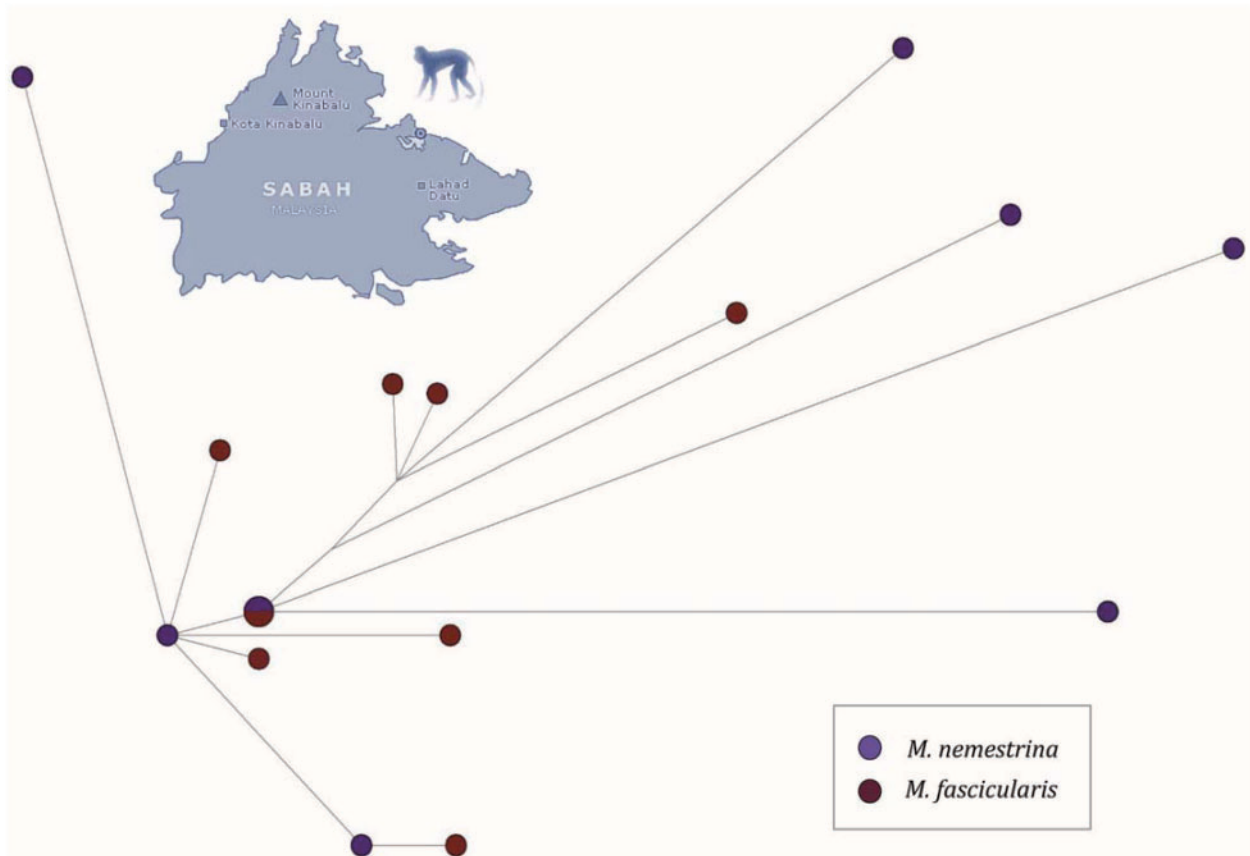 Mount
Kinabalu
Kota Kinabalu
SABAH
MALAYSIA
Lahad
Datu
M. nemestrina
M. fascicularis